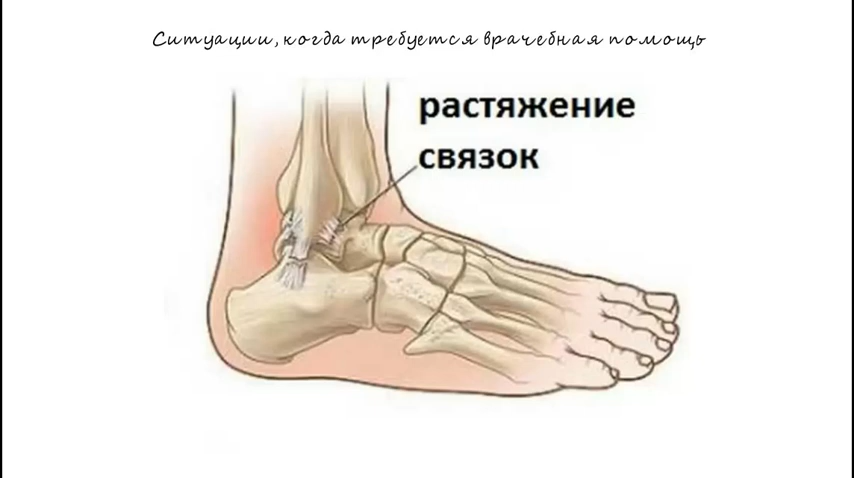 Ситуации, когда требуется врачебная помощь
растяжение
связок